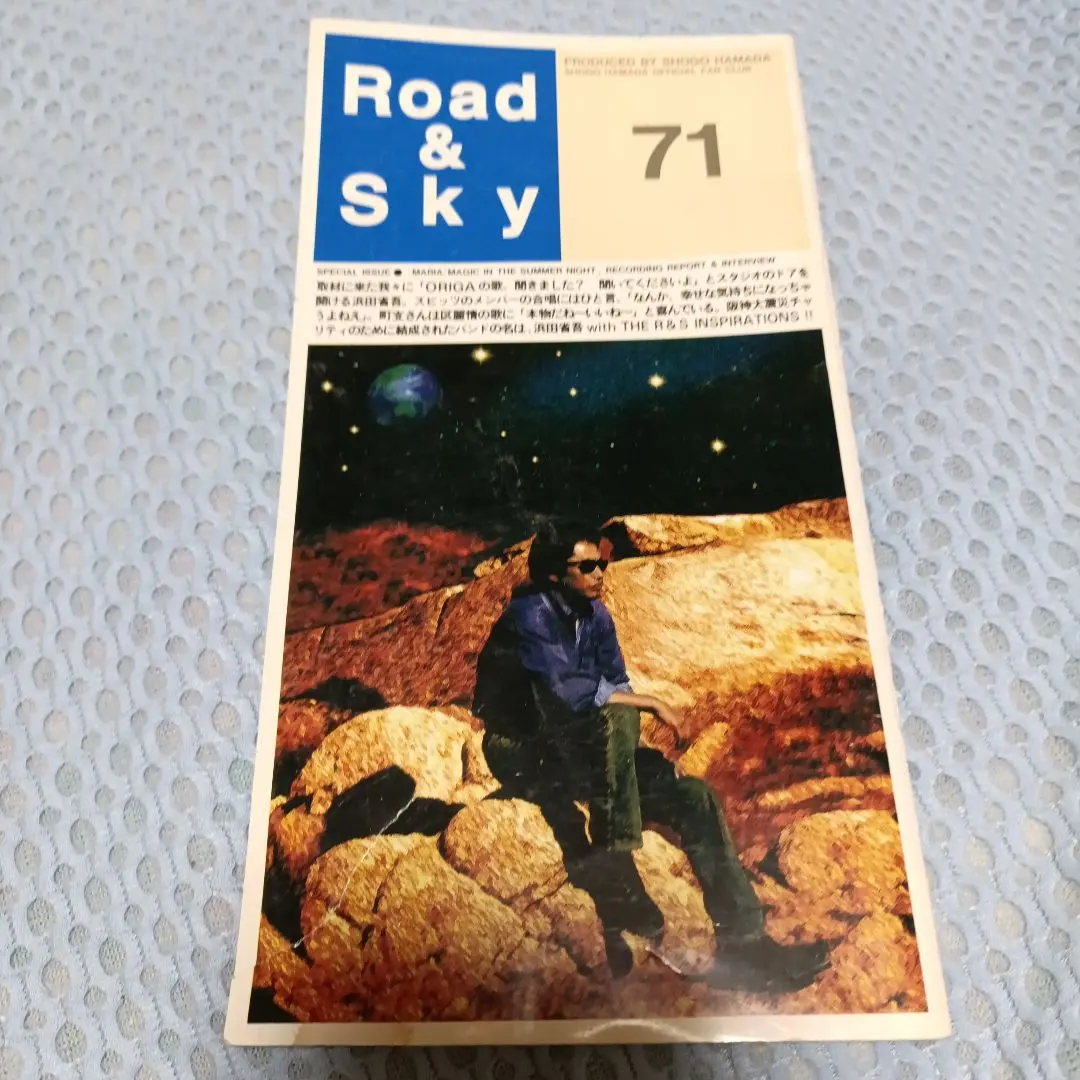 Road
&
Sky
PRODUCED BY SHOGO HAMADA
SHOGO HAMADA OFFICIAL FAN CLUB
71
SPECIAL ISSUE ● "MARIA"MAGIC IN THE SUMMER NIGHT, RECORDING REPORT & INTERVIEW
取材に来た我々に「ORIGAの歌、聞きました？　聞いてくださいよ」とスタジオのドアを
開ける浜田省吾。スピッツのメンバーの合唱にはひと言、「なんか、幸せな気持ちになっちゃ
うよねえ」、町支さんは区麗情の歌に「本物だねーいいねー」と喜んでいる。阪神大震災チャ
リティのために結成されたバンドの名は、浜田省吾 with THE R&S INSPIRATIONS !!